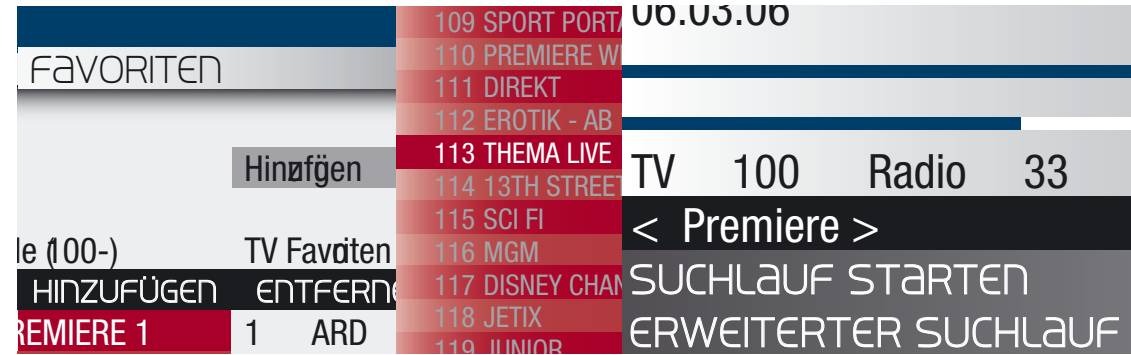 FAVORITEN
Hinzufügen
le (100-) TV Favoriten
HINZUFÜGEN ENTFERNE
REMIERE 1 1 ARD
109 SPORT PORTA
110 PREMIERE WI
111 DIREKT
112 EROTIK - AB
113 THEMA LIVE
114 13TH STREET
115 SCI FI
116 MGM
117 DISNEY CHAN
118 JETIX
119 JUNIOR
06.03.06
TV 100 Radio 33
< Premiere >
SUCHLAUF STARTEN
ERWEITERTER SUCHLAUF